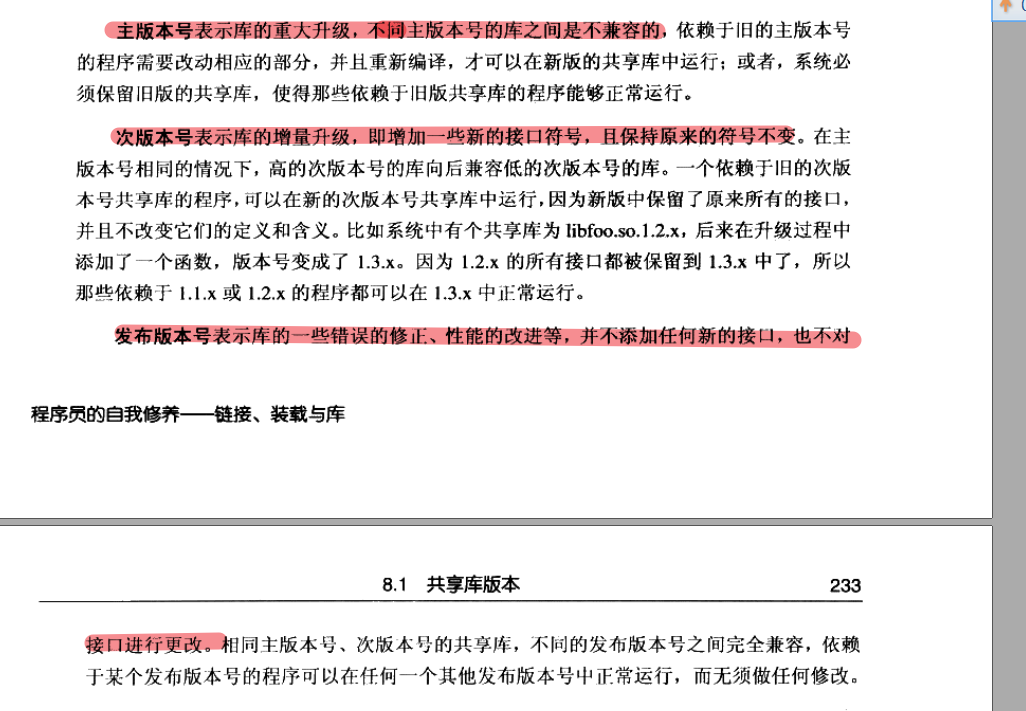 主版本号表示库的重大升级，不同主版本号的库之间是不兼容的，依赖于旧的主版本号
的程序需要改动相应的部分，并且重新编译，才可以在新版的共享库中运行；或者，系统必
须保留旧版的共享库，使得那些依赖于旧版共享库的程序能够正常运行。
次版本号表示库的增量升级，即增加一些新的接口符号，且保持原来的符号不变。在主
版本号相同的情况下，高的次版本号的库向后兼容低的次版本号的库。一个依赖于旧的次版
本号共享库的程序，可以在新的次版本号共享库中运行，因为新版中保留了原来所有的接口，
并且不改变它们的定义和含义。比如系统中有个共享库为 libfoo.so.1.2.x，后来在升级过程中
添加了一个函数，版本号变成了 1.3.x。因为 1.2.x 的所有接口都被保留到 1.3.x 中了，所以
那些依赖于 1.1.x 或 1.2.x 的程序都可以在 1.3.x 中正常运行。
发布版本号表示库的一些错误的修正、性能的改进等，并不添加任何新的接口，也不对
程序员的自我修养——链接、装载与库
8.1 共享库版本 233
接口进行更改。相同主版本号、次版本号的共享库，不同的发布版本号之间完全兼容，依赖
于某个发布版本号的程序可以在任何一个其他发布版本号中正常运行，而无须做任何修改。